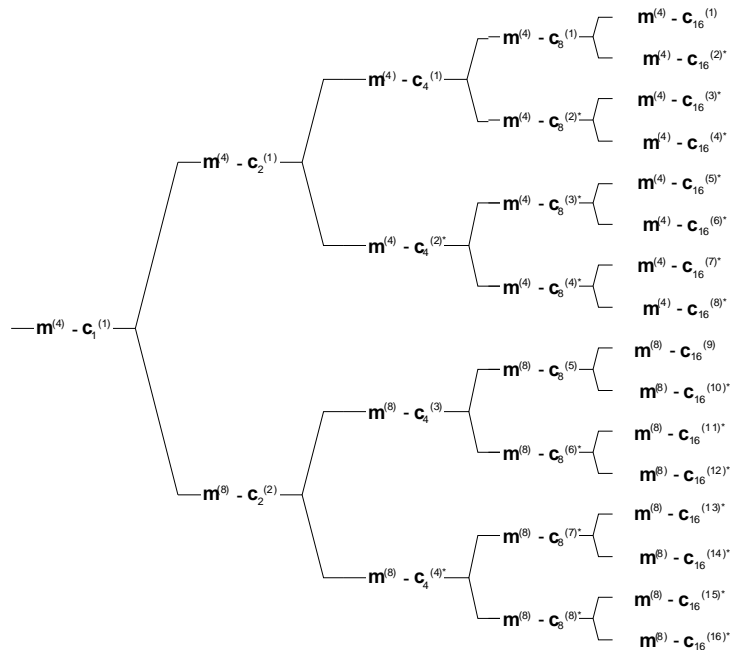 m(4) - c16(1)
m(4) - c8(1)
m(4) - c16(2)*
m(4) - c4(1)
m(4) - c16(3)*
m(4) - c8(2)*
m(4) - c16(4)*
m(4) - c2(1)
m(4) - c16(5)*
m(4) - c8(3)*
m(4) - c16(6)*
m(4) - c4(2)*
m(4) - c16(7)*
m(4) - c8(4)*
m(4) - c16(8)*
m(4) - c1(1)
m(8) - c16(9)
m(8) - c8(5)
m(8) - c16(10)*
m(8) - c4(3)
m(8) - c16(11)*
m(8) - c8(6)*
m(8) - c16(12)*
m(8) - c2(2)
m(8) - c16(13)*
m(8) - c8(7)*
m(8) - c16(14)*
m(8) - c4(4)*
m(8) - c16(15)*
m(8) - c8(8)*
m(8) - c16(16)*